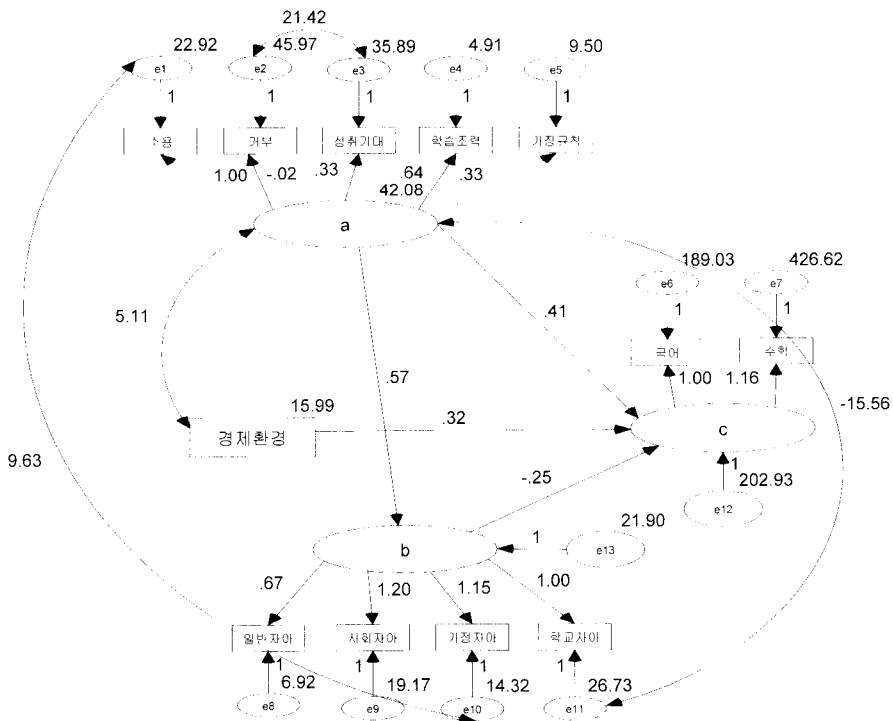 21.42
22.92 45.97 35.89 4.91 9.50
e1 e2 e3 e4 e5
1 1 1 1 1
수용 거부 성취기대 학습조력 가정규칙
1.00 -.02 .33 .64 .33
42.08
a
189.03 426.62
e6 e7
1 1
5.11 .41
국어 수학
1.00 1.16
.57
15.99
경제환경 .32 c -15.56
9.63
-.25 1
202.93
e12
21.90
b 1 e13
.67 1.20 1.15 1.00
일반자아 사회자아 가정자아 학교자아
1 1 1 1
6.92 19.17 14.32 26.73
e8 e9 e10 e11